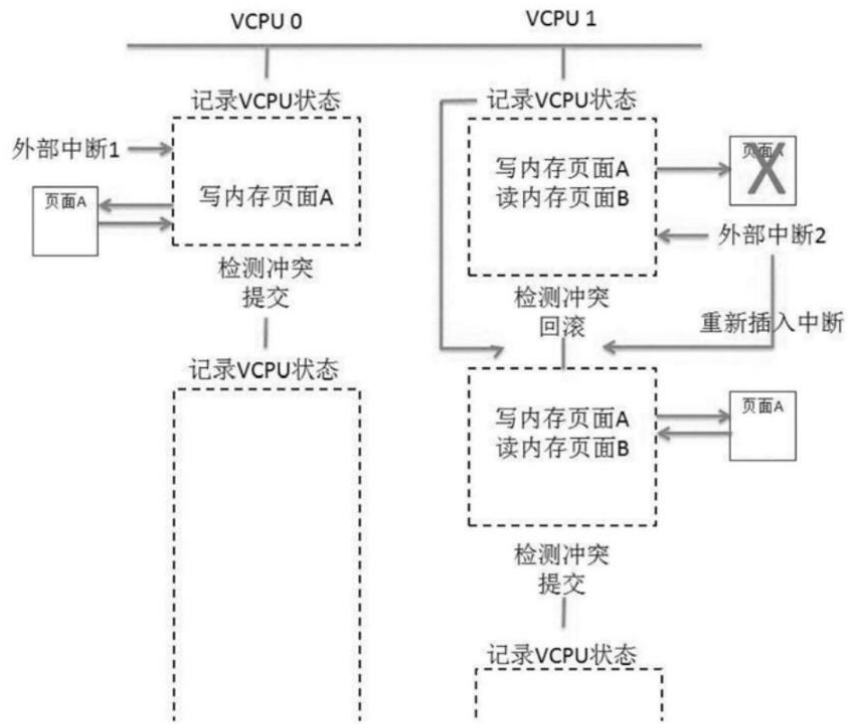 VCPU 0
记录VCPU状态
外部中断1
页面A
写内存页面A
检测冲突
提交
记录VCPU状态
VCPU 1
记录VCPU状态
写内存页面A
读内存页面B
外部中断2
检测冲突
回滚
重新插入中断
写内存页面A
读内存页面B
页面A
检测冲突
提交
记录VCPU状态